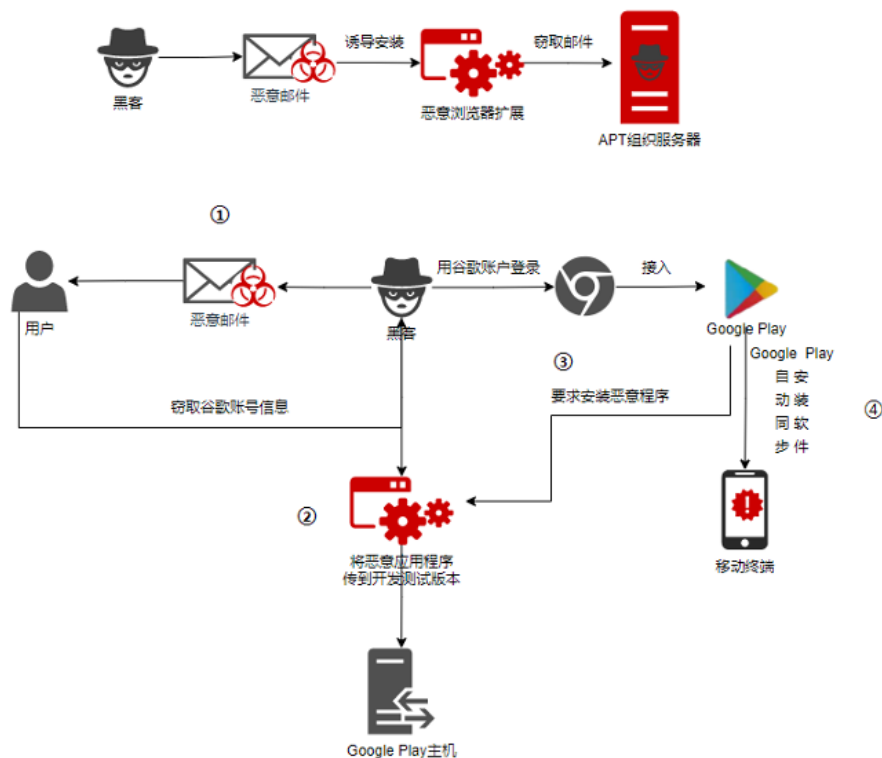 诱导安装
窃取邮件
黑客
恶意邮件
恶意浏览器扩展
APT组织服务器
①
用谷歌账户登录
接入
用户
恶意邮件
黑客
Google Play
③
Google Play
自 安
动 装
同 软
步 件
④
要求安装恶意程序
窃取谷歌账号信息
②
将恶意应用程序
传到开发测试版本
移动终端
Google Play主机